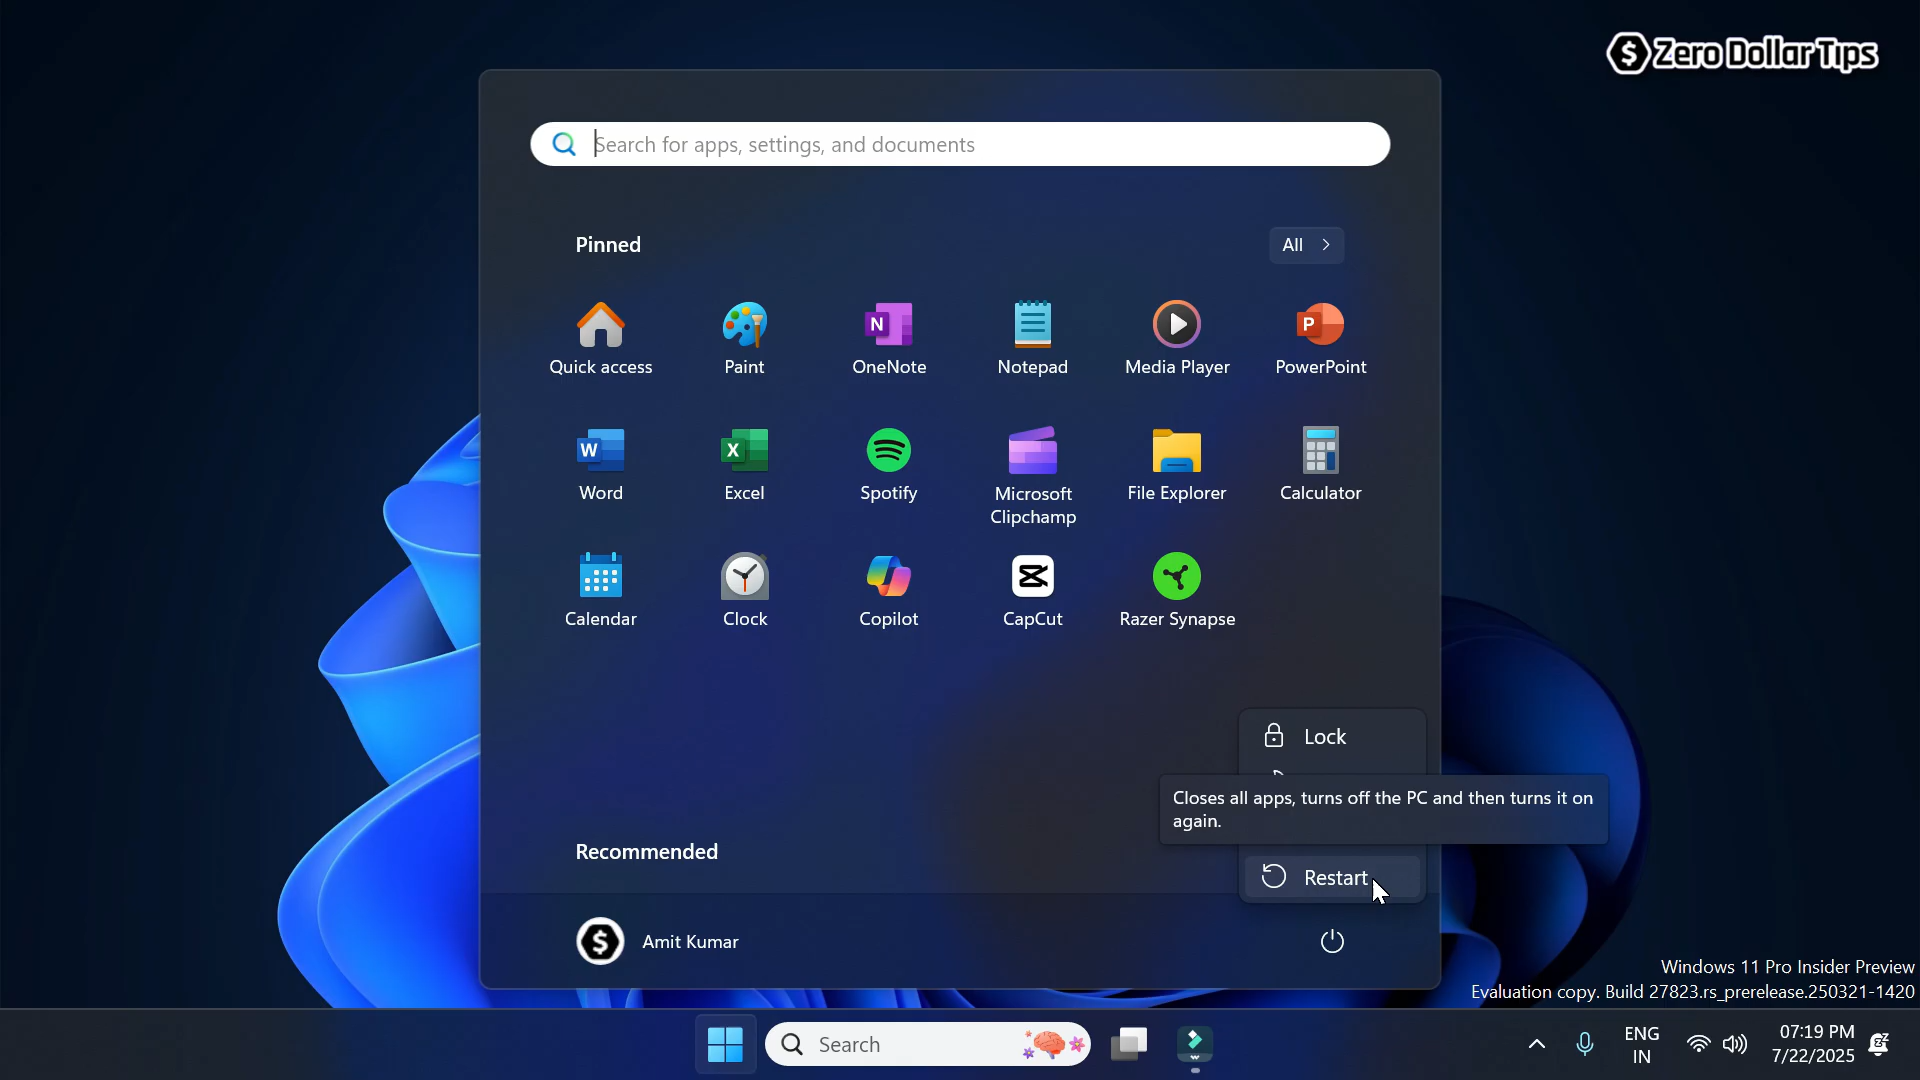 Zero Dollar Tips
Search for apps, settings, and documents
Pinned
All
Quick access
Paint
OneNote
Notepad
Media Player
PowerPoint
Word
Excel
Spotify
Microsoft
Clipchamp
File Explorer
Calculator
Calendar
Clock
Copilot
CapCut
Razer Synapse
Lock
Closes all apps, turns off the PC and then turns it on
again.
Recommended
Restart
Amit Kumar
Windows 11 Pro Insider Preview
Evaluation copy. Build 27823.rs_prerelease.250321-1420
Search
ENG
IN
07:19 PM
7/22/2025